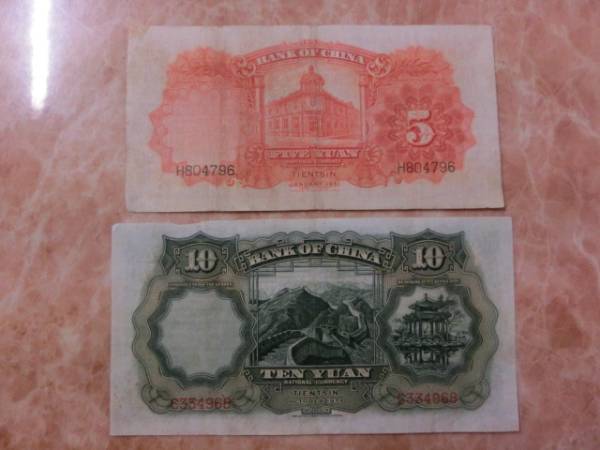 BANK OF CHINA
5
FIVE YUAN
H804796 H804796
TIENTSIN
JANUARY
10 BANK OF CHINA 10
TEN YUAN
NATIONAL CURRENCY
TIENTSIN
S334968 S334968